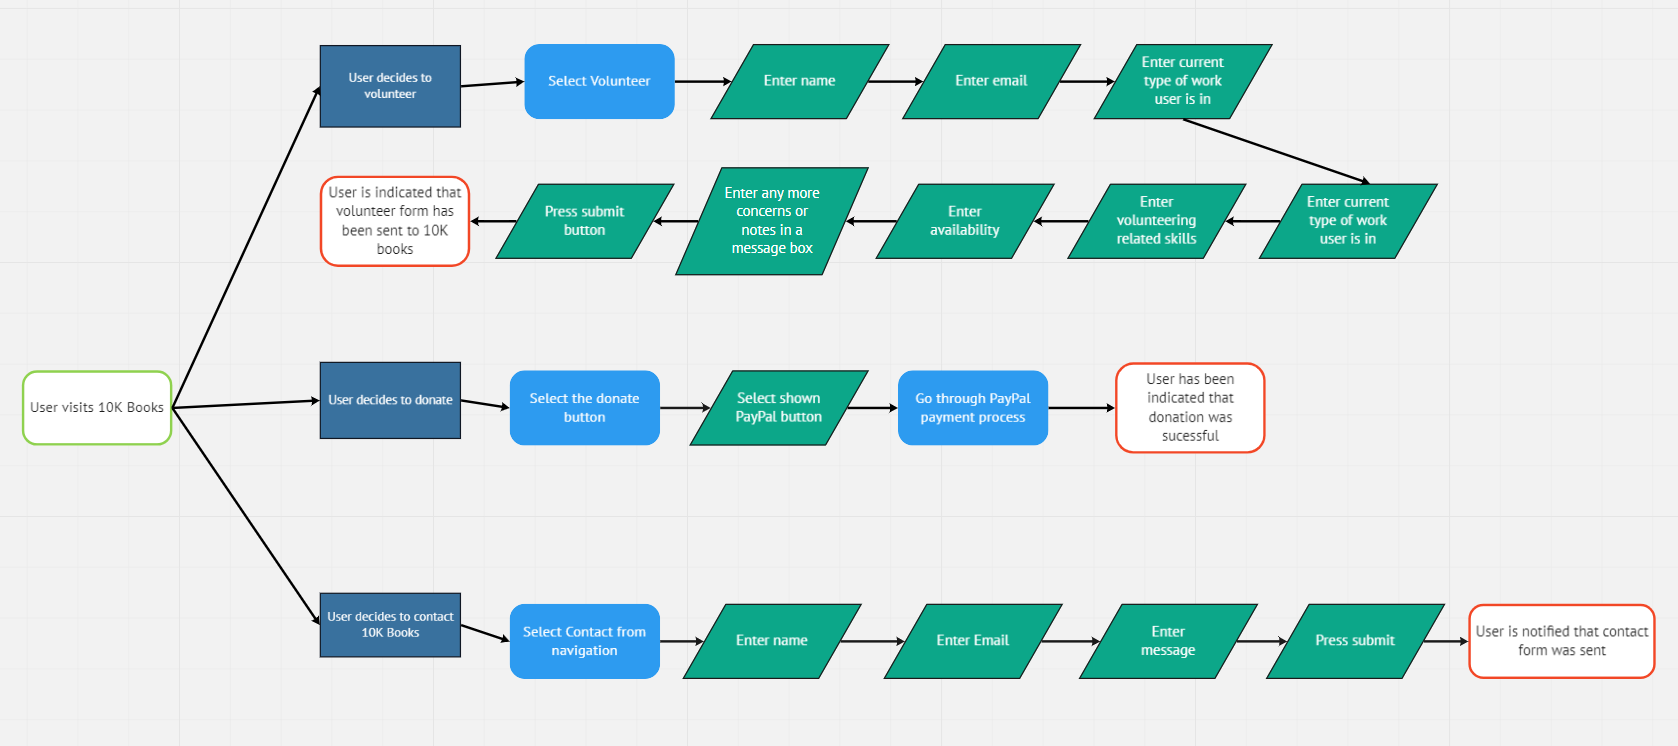 User decides to
volunteer
Select Volunteer
Enter name
Enter email
Enter current
type of work
user is in
User is indicated that
volunteer form has
been sent to 10K
books
Press submit
button
Enter any more
concerns or
notes in a
message box
Enter
availability
Enter
volunteering
related skills
Enter current
type of work
user is in
User visits 10K Books
User decides to donate
Select the donate
button
Select shown
PayPal button
Go through PayPal
payment process
User has been
indicated that
donation was
sucessful
User decides to contact
10K Books
Select Contact from
navigation
Enter name
Enter Email
Enter
message
Press submit
User is notified that contact
form was sent